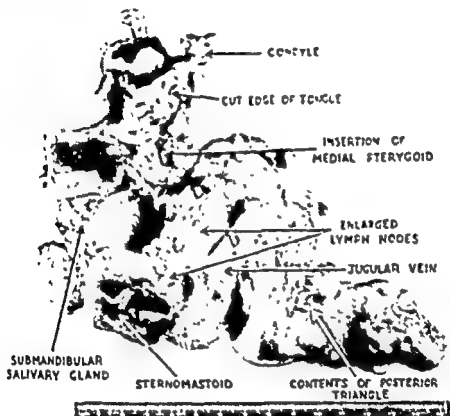 CONDYLE
CUT EDGE OF TONGUE
INSERTION OF
MEDIAL PTERYGOID
ENLARGED
LYMPH NODES
JUGULAR VEIN
SUBMANDIBULAR
SALIVARY GLAND
STERNOMASTOID
CONTENTS OF POSTERIOR
TRIANGLE